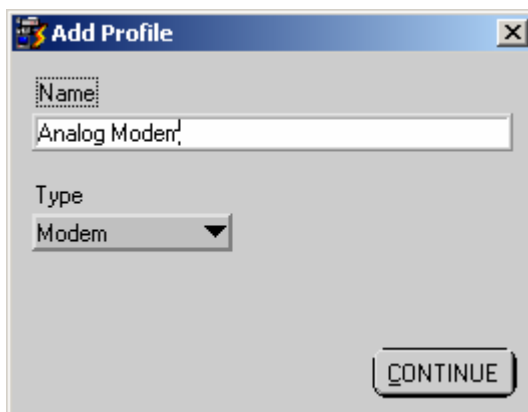 Add Profile
Name
Analog Modem
Type
Modem
CONTINUE